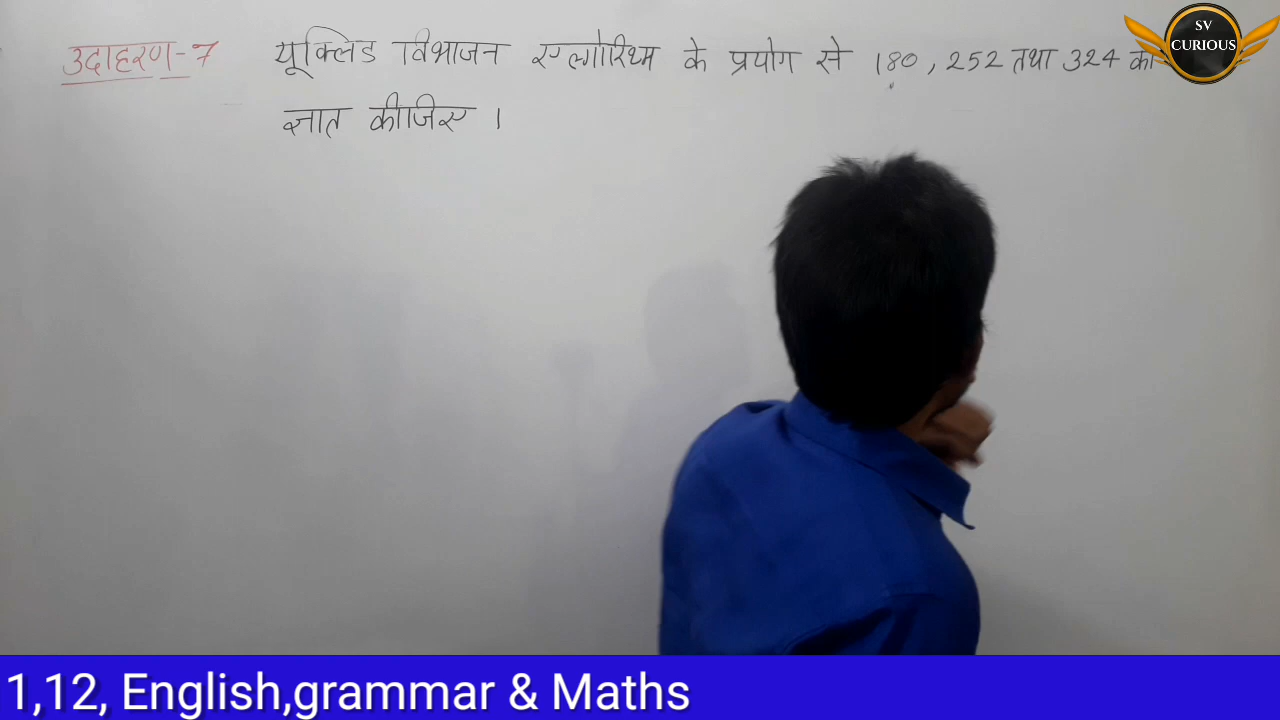 उदाहरण-7 यूक्लिड विभाजन एल्गोरिथ्म के प्रयोग से 180, 252 तथा 324 का
ज्ञात कीजिए ।
SV
CURIOUS
1,12, English,grammar & Maths